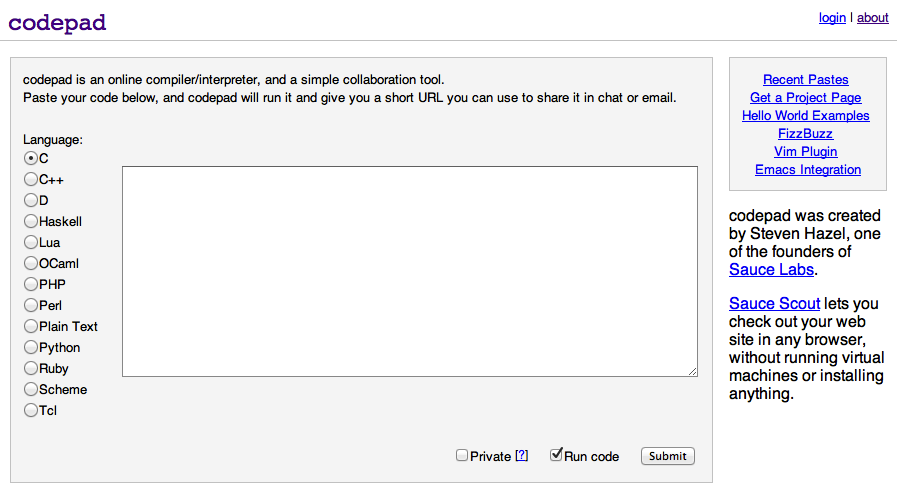 codepad
login | about
codepad is an online compiler/interpreter, and a simple collaboration tool.
Paste your code below, and codepad will run it and give you a short URL you can use to share it in chat or email.
Language:
C
C++
D
Haskell
Lua
OCaml
PHP
Perl
Plain Text
Python
Ruby
Scheme
Tcl
Private [?]
Run code
Submit
Recent Pastes
Get a Project Page
Hello World Examples
FizzBuzz
Vim Plugin
Emacs Integration
codepad was created
by Steven Hazel, one
of the founders of
Sauce Labs.
Sauce Scout lets you
check out your web
site in any browser,
without running virtual
machines or installing
anything.